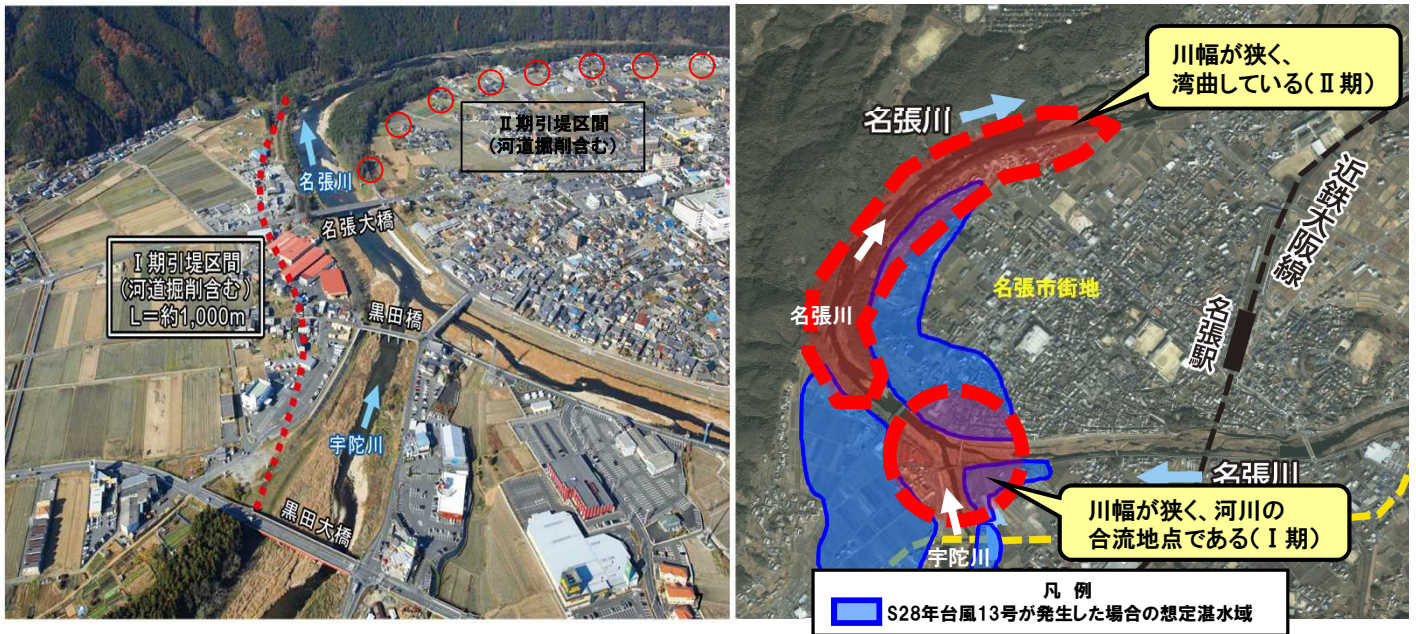 Ⅱ期引堤区間
(河道掘削含む)
名張川
名張大橋
Ⅰ期引堤区間
(河道掘削含む)
L=約1,000m
黒田橋
宇陀川
黒田大橋
川幅が狭く、
湾曲している(Ⅱ期)
名張川
近鉄大阪線
名張市街地
名張川
名張駅
名張川
川幅が狭く、河川の
合流地点である(Ⅰ期)
宇陀川
凡 例
S28年台風13号が発生した場合の想定湛水域